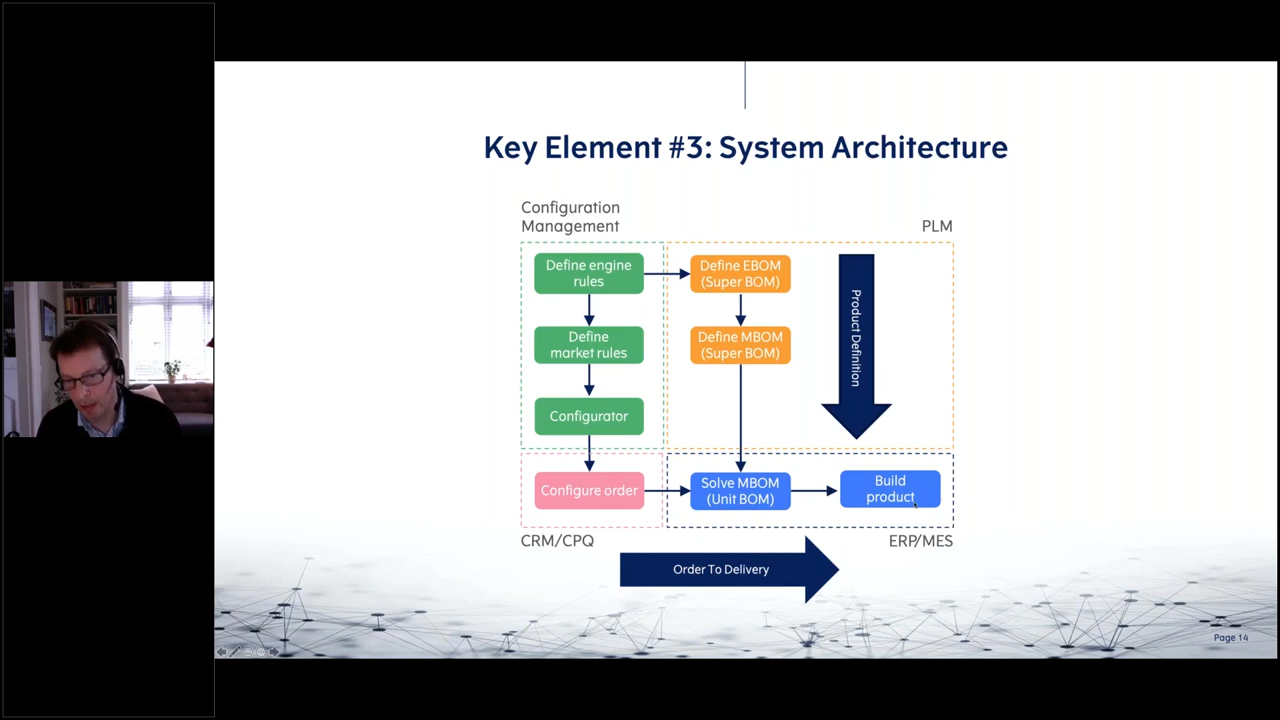 Key Element #3: System Architecture
Configuration
Management
PLM
Define engine
rules
Define EBOM
(Super BOM)
Define
market rules
Define MBOM
(Super BOM)
Product Definition
Configurator
Configure order
Solve MBOM
(Unit BOM)
Build
product
CRM/CPQ
ERP/MES
Order To Delivery
Page 14